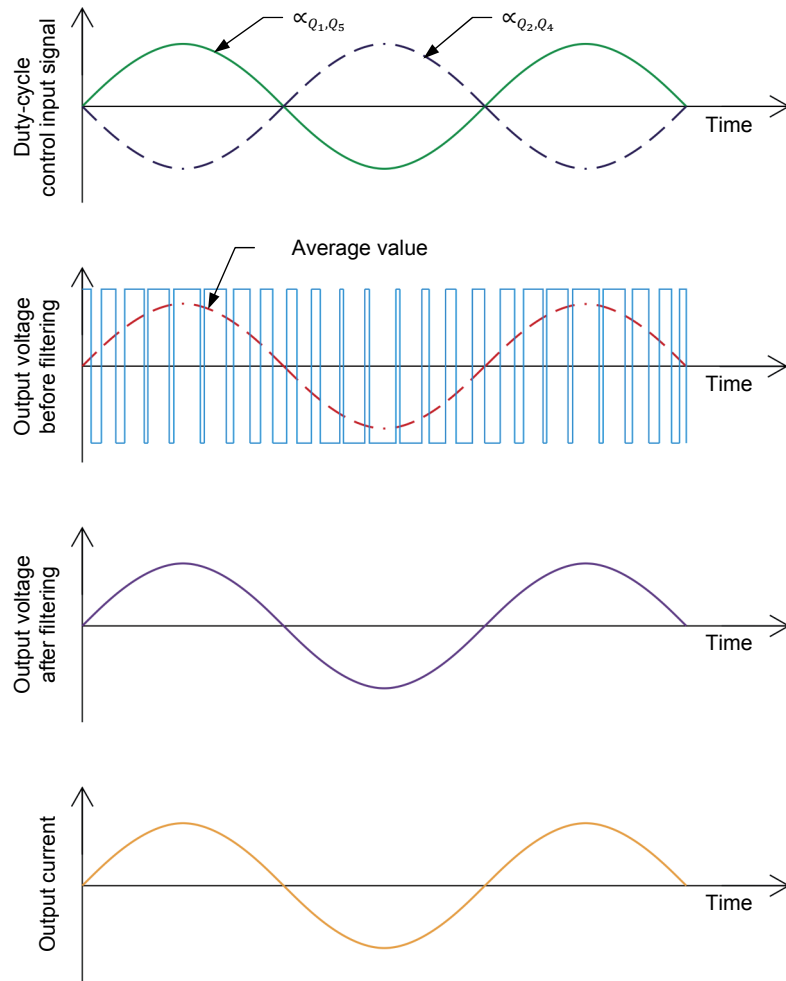 ∝Q1,Q5
∝Q2,Q4
Duty-cycle
control input signal
Time
Average value
Output voltage
before filtering
Time
Output voltage
after filtering
Time
Output current
Time